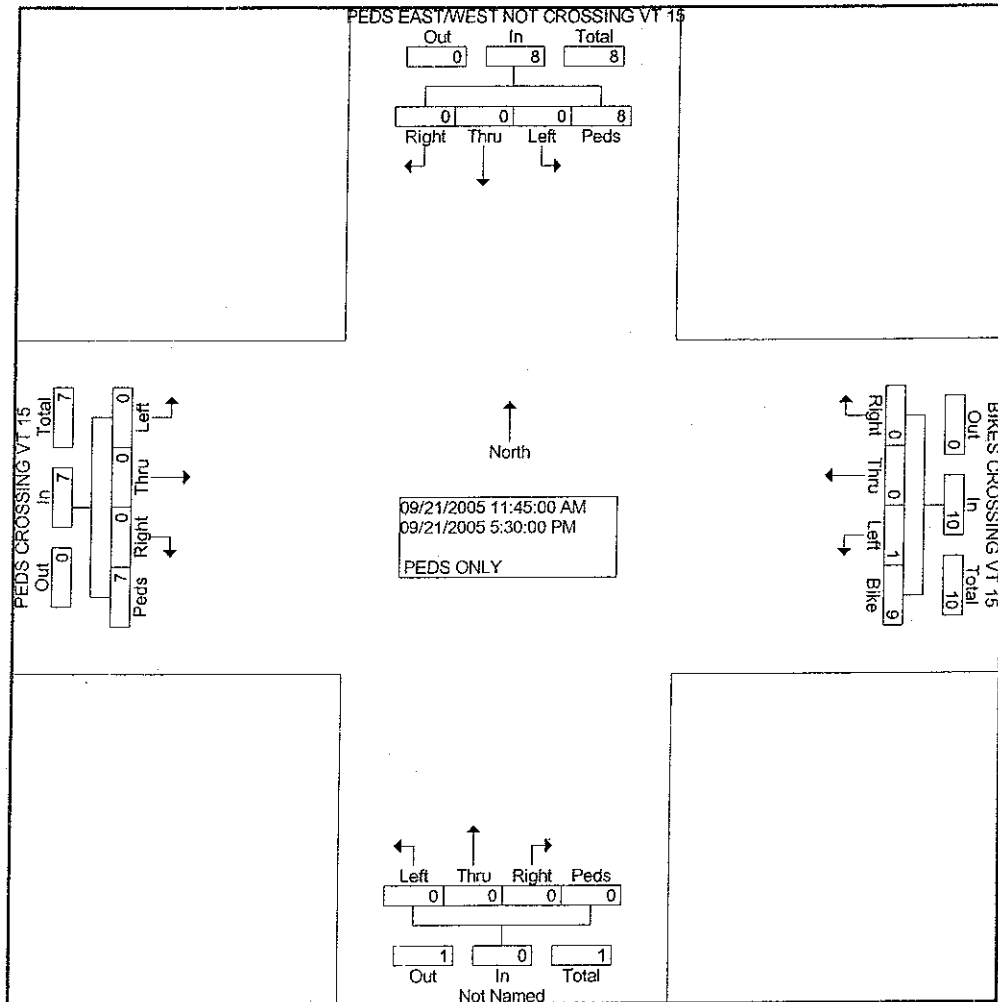 PEDS EAST/WEST NOT CROSSING VT 15
Out In Total
0 8 8
0 0 0 8
Right Thru Left Peds
PEDS CROSSING VT 15
Total In Out
7 7 0
0 0 0 7
Left Thru Right Peds
North
09/21/2005 11:45:00 AM
09/21/2005 5:30:00 PM
PEDS ONLY
Right Thru Left Bike
0 0 1 9
0 10 10
Out In Total
BIKES CROSSING VT 15
Left Thru Right Peds
0 0 0 0
1 0 1
Out In Total
Not Named